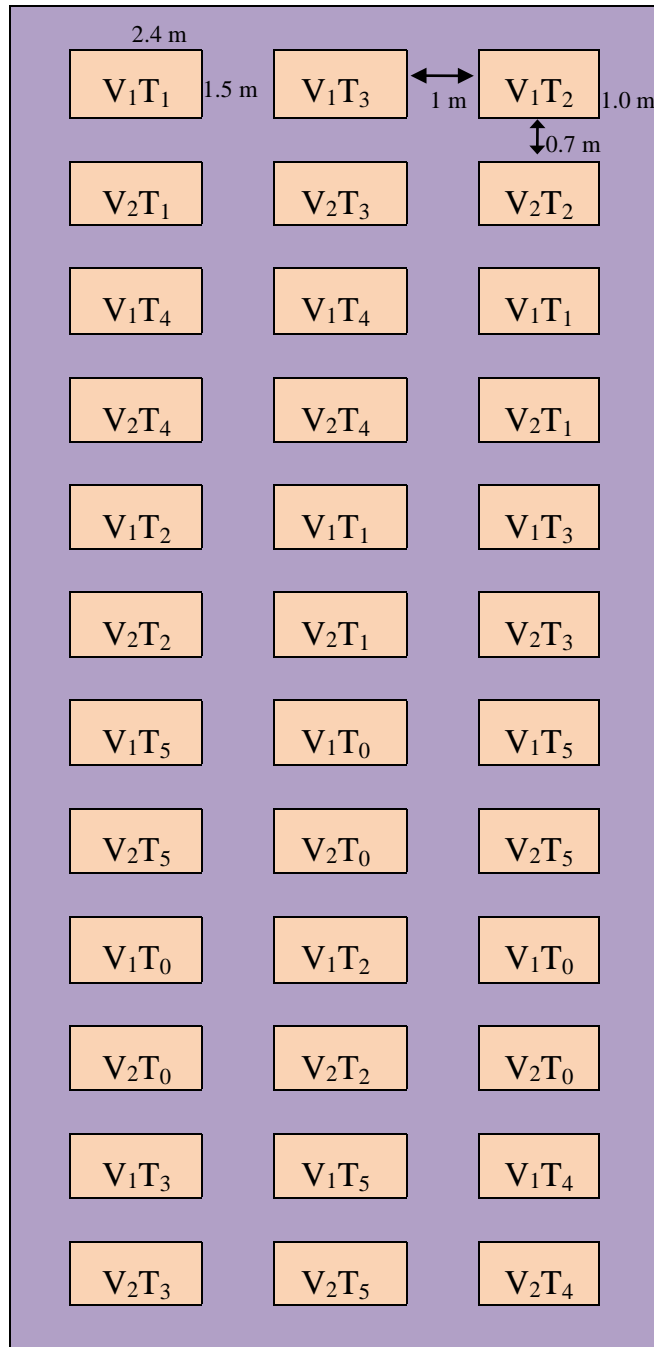 2.4 m
V₁T₁ 1.5 m V₁T₃ 1 m V₁T₂ 1.0 m
0.7 m
V₂T₁ V₂T₃ V₂T₂
V₁T₄ V₁T₄ V₁T₁
V₂T₄ V₂T₄ V₂T₁
V₁T₂ V₁T₁ V₁T₃
V₂T₂ V₂T₁ V₂T₃
V₁T₅ V₁T₀ V₁T₅
V₂T₅ V₂T₀ V₂T₅
V₁T₀ V₁T₂ V₁T₀
V₂T₀ V₂T₂ V₂T₀
V₁T₃ V₁T₅ V₁T₄
V₂T₃ V₂T₅ V₂T₄